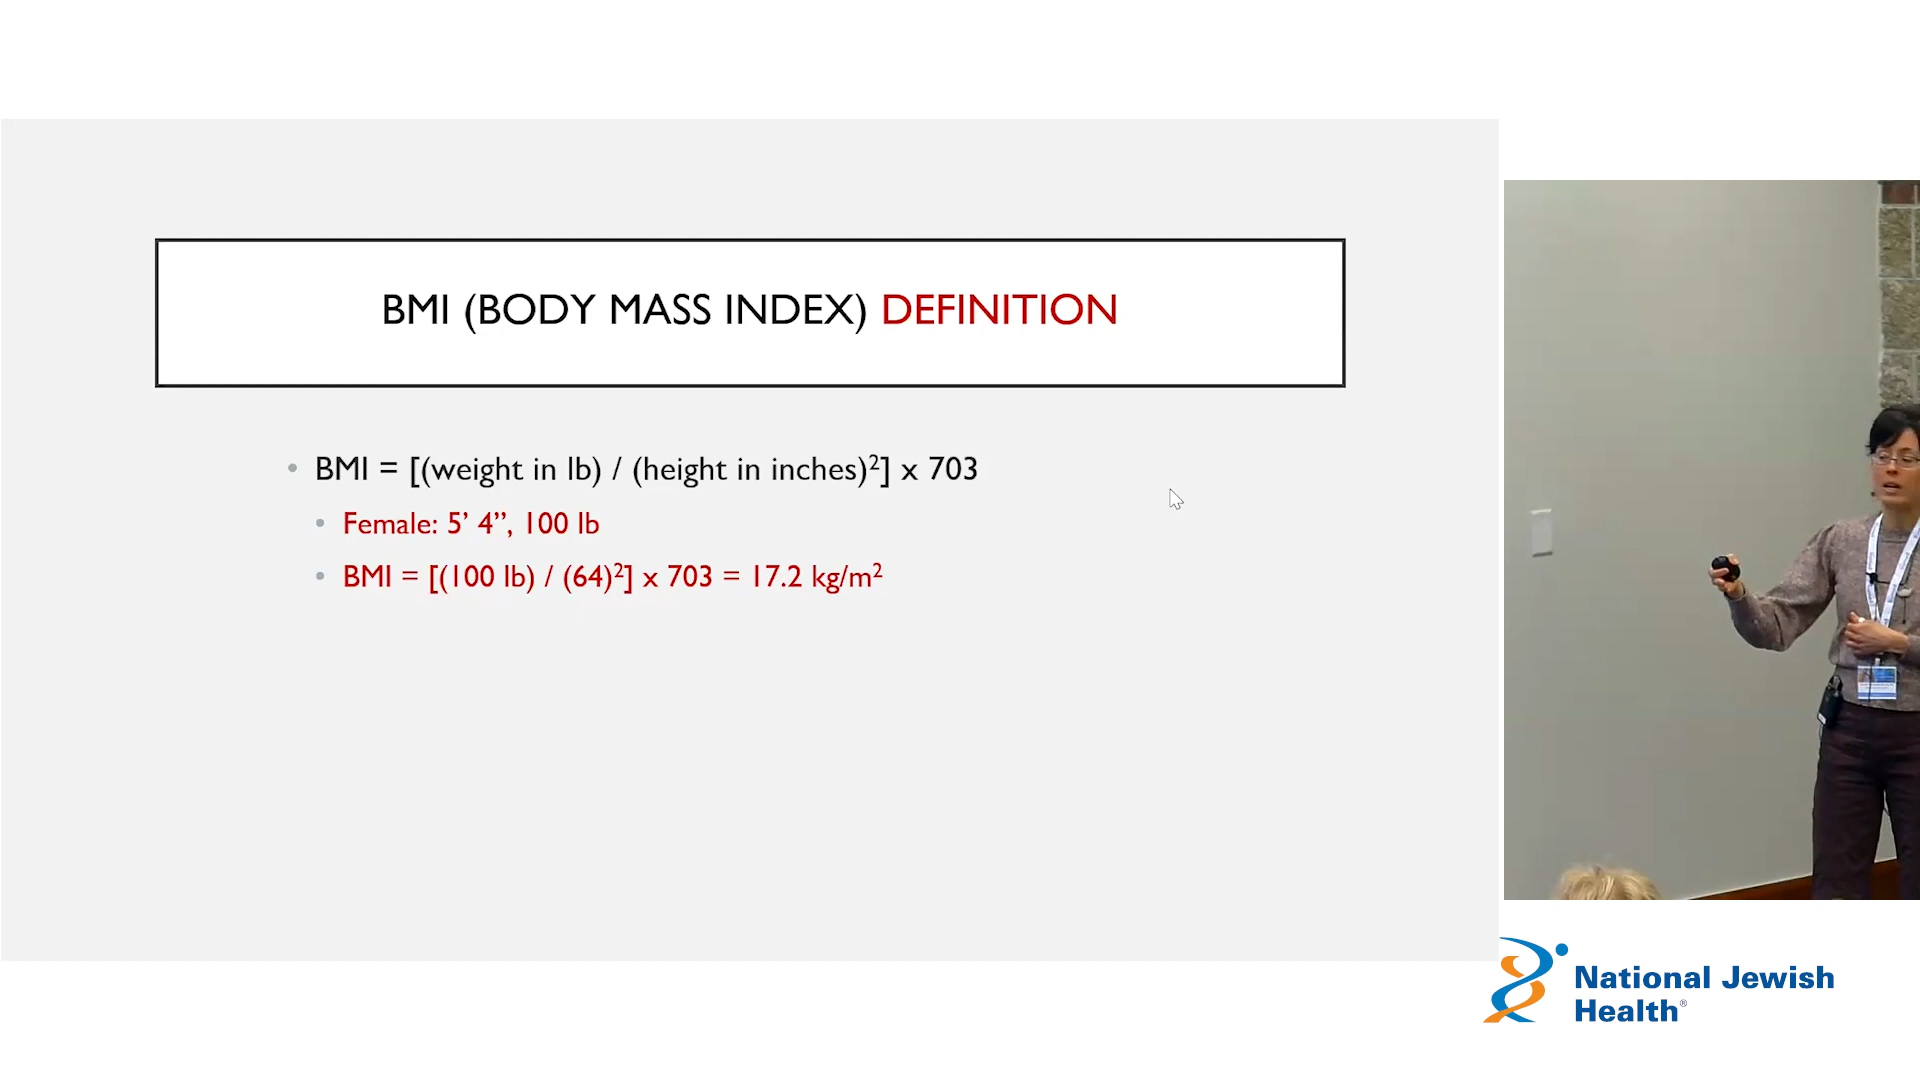 BMI (BODY MASS INDEX) DEFINITION
• BMI = [(weight in lb) / (height in inches)²] x 703
• Female: 5’ 4”, 100 lb
• BMI = [(100 lb) / (64)²] x 703 = 17.2 kg/m²
National Jewish
Health®